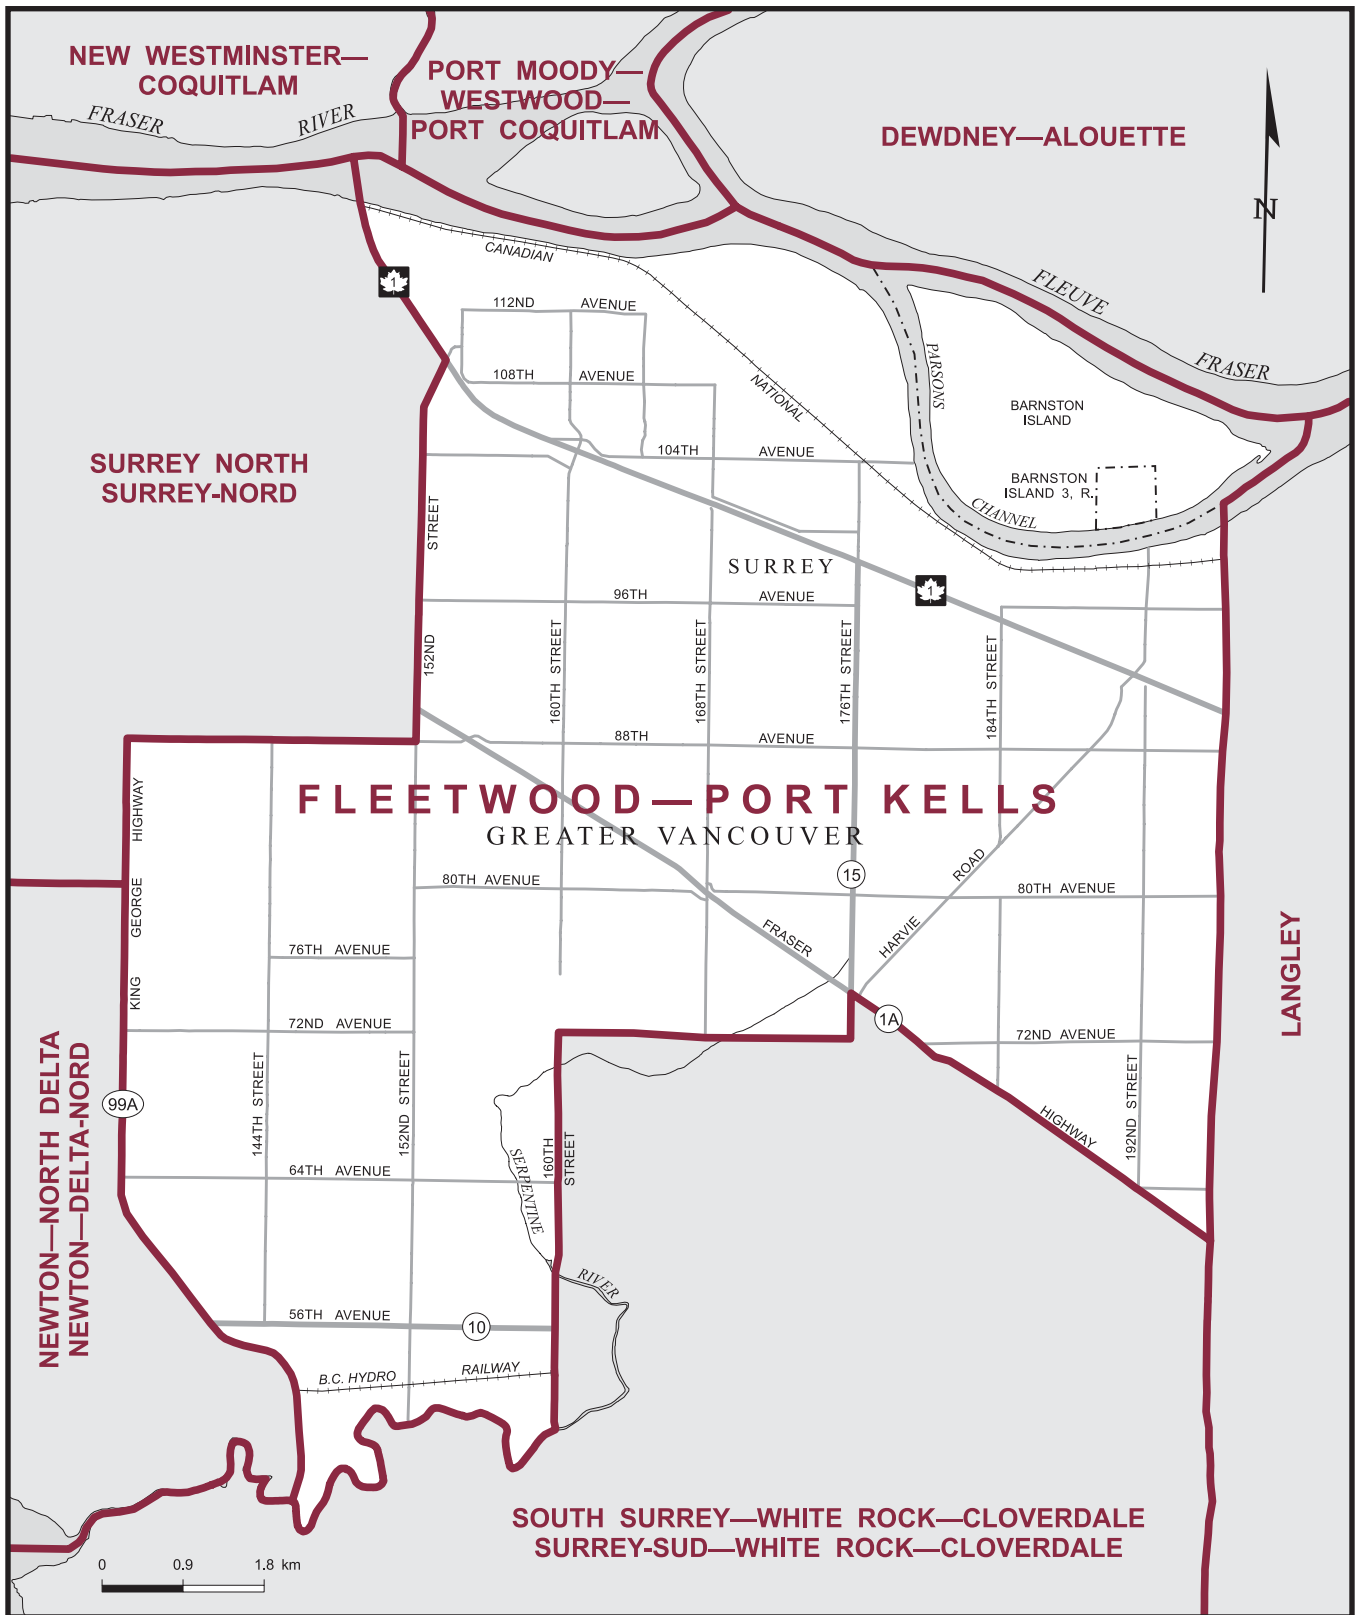 NEW WESTMINSTER—
COQUITLAM
PORT MOODY—
WESTWOOD—
PORT COQUITLAM
DEWDNEY—ALOUETTE
FRASER
RIVER
N
CANADIAN
1
FLEUVE
FRASER
112ND AVENUE
PARSONS
108TH AVENUE
NATIONAL
BARNSTON
ISLAND
104TH AVENUE
SURREY NORTH
SURREY-NORD
BARNSTON
ISLAND 3, R.
CHANNEL
STREET
SURREY
1
96TH AVENUE
152ND
160TH STREET
168TH STREET
176TH STREET
184TH STREET
88TH AVENUE
HIGHWAY
FLEETWOOD—PORT KELLS
GREATER VANCOUVER
80TH AVENUE
15
ROAD
80TH AVENUE
GEORGE
FRASER
HARVIE
76TH AVENUE
LANGLEY
KING
72ND AVENUE
1A
72ND AVENUE
NEWTON—NORTH DELTA
NEWTON—DELTA-NORD
99A
144TH STREET
152ND STREET
192ND STREET
HIGHWAY
160TH
STREET
SERPENTINE
64TH AVENUE
RIVER
56TH AVENUE
10
B.C. HYDRO RAILWAY
SOUTH SURREY—WHITE ROCK—CLOVERDALE
SURREY-SUD—WHITE ROCK—CLOVERDALE
0 0.9 1.8 km